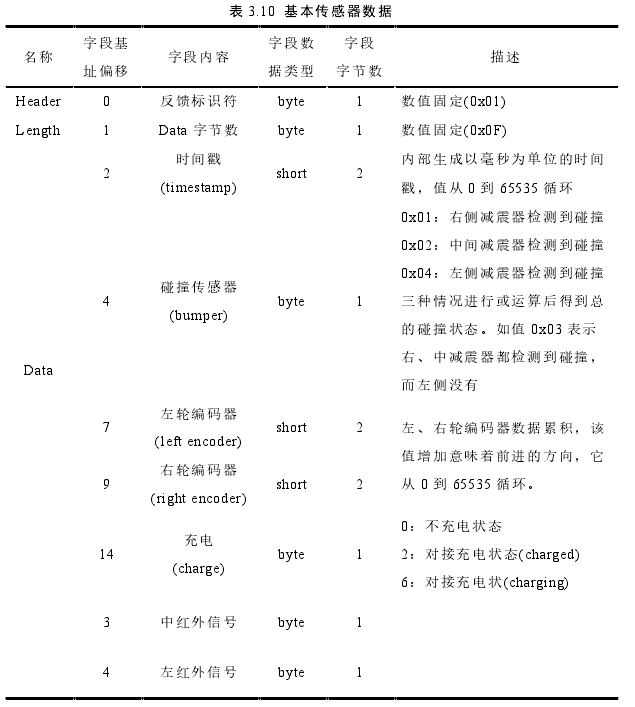 表 3.10 基本传感器数据
名称 字段基址偏移 字段内容 字段数据类型 字段字节数 描述
Header 0 反馈标识符 byte 1 数值固定(0x01)
Length 1 Data 字节数 byte 1 数值固定(0x0F)
Data
2 时间戳(timestamp) short 2 内部生成以毫秒为单位的时间
戳，值从 0 到 65535 循环
4 碰撞传感器(bumper) byte 1 0x01：右侧减震器检测到碰撞
0x02：中间减震器检测到碰撞
0x04：左侧减震器检测到碰撞
三种情况进行或运算后得到总
的碰撞状态。如值 0x03 表示
右、中减震器都检测到碰撞，
而左侧没有
7 左轮编码器(left encoder) short 2 左、右轮编码器数据累积，该
值增加意味着前进的方向，它
从 0 到 65535 循环。
9 右轮编码器(right encoder) short 2
14 充电(charge) byte 1 0：不充电状态
2：对接充电状态(charged)
6：对接充电状(charging)
3 中红外信号 byte 1
4 左红外信号 byte 1